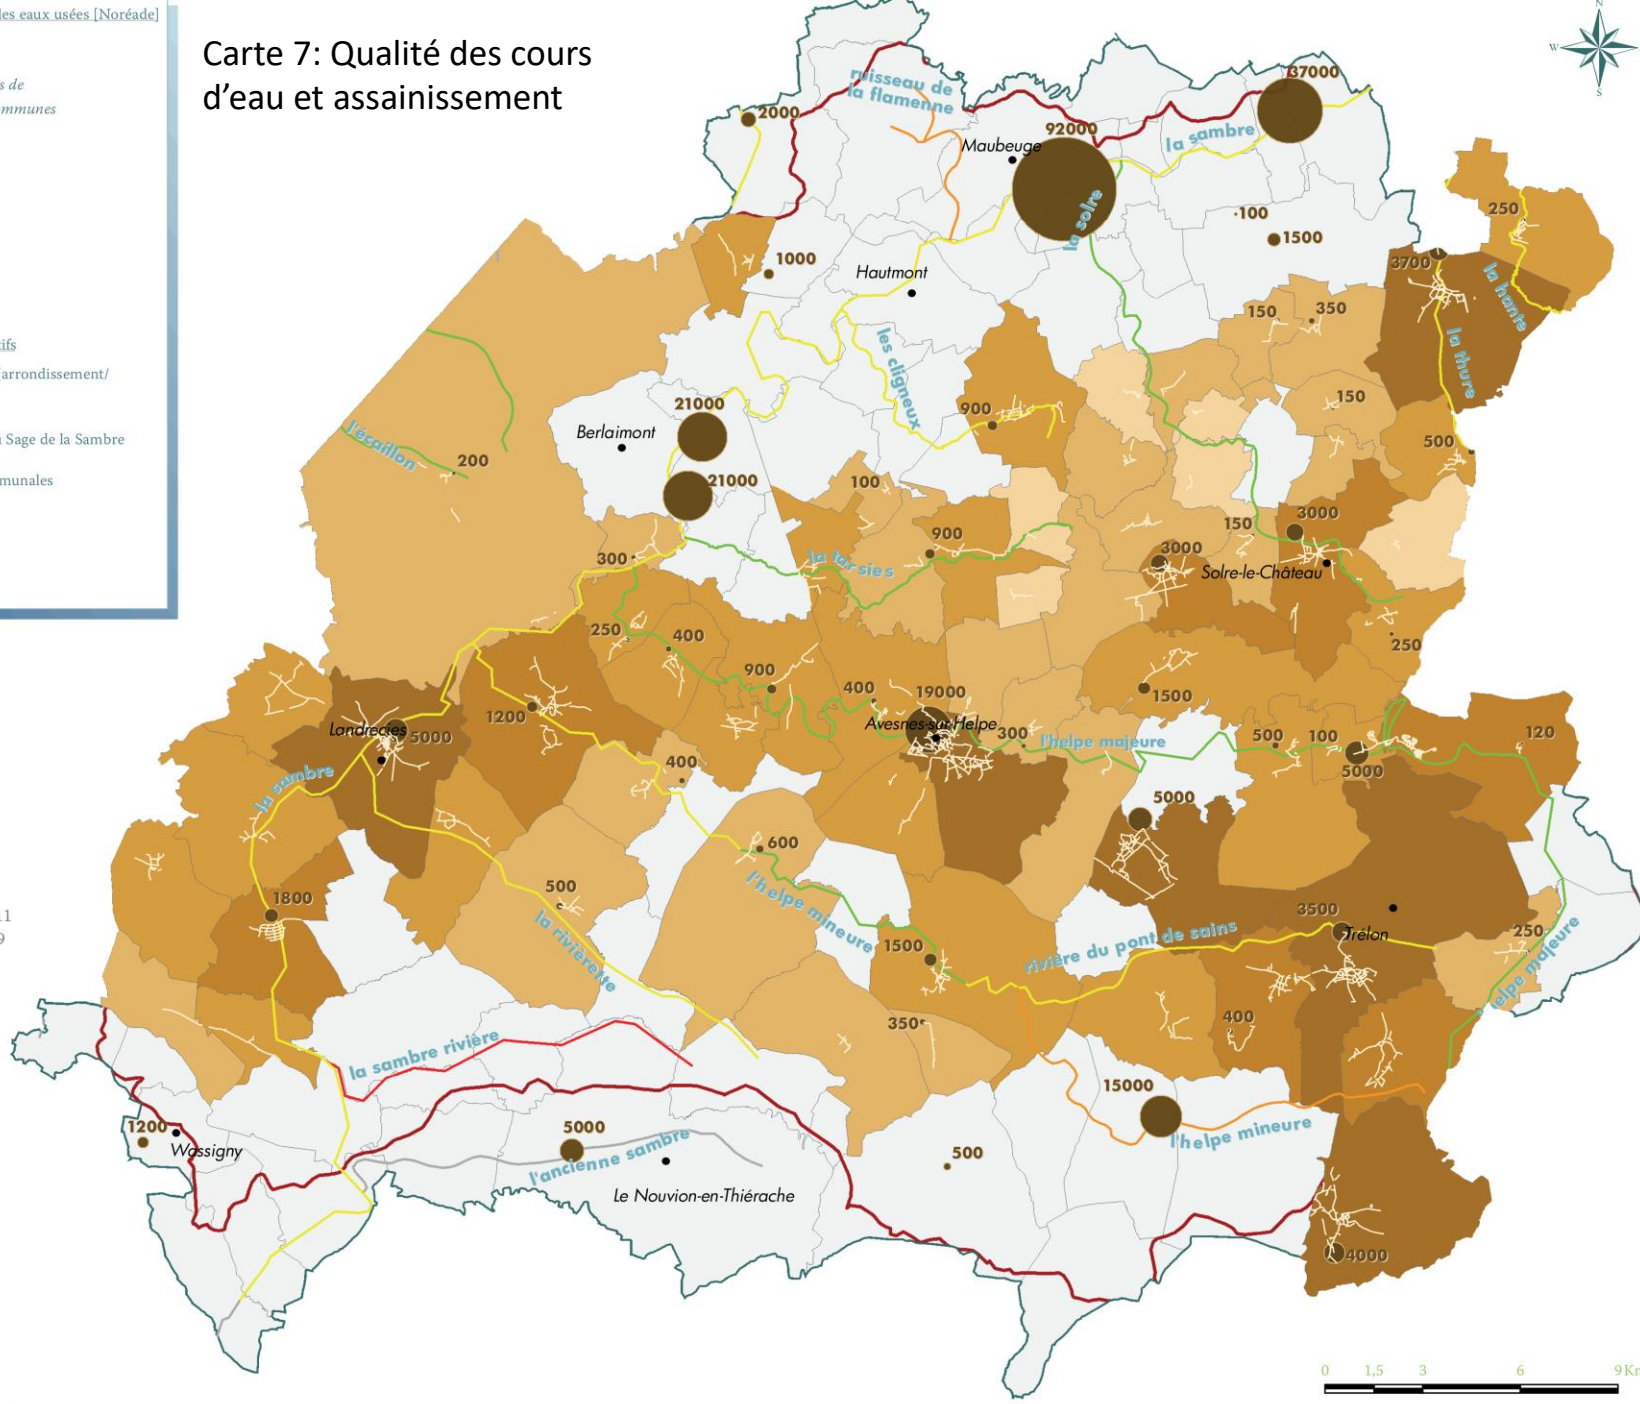 les eaux usées [Noréade]
s de
ommunes
tifs
arrondissement/
u Sage de la Sambre
munales
11
9
Carte 7: Qualité des cours
d'eau et assainissement
N
W
S
37000
ruisseau de
la flamenne
2000
92000
la sambre
Maubeuge
la solre
100
250
1500
1000
3700
Hautmont
la hante
150
350
la thure
les cligneux
21000
150
900
Berlaimont
500
l'écaillon
200
21000
100
3000
150
900
300
la tarsies
3000
Solre-le-Château
250
400
250
900
400
19000
1500
1200
Avesnes-sur-Helpe
Landrecies
5000
300
l'helpe majeure
500
100
120
400
5000
la sambre
5000
600
500
l'helpe mineure
1800
3500
la rivièrette
1500
rivière du pont de sains
Trélon
250
elpe majeure
350
400
la sambre rivière
15000
1200
5000
l'helpe mineure
Wassigny
l'ancienne sambre
500
Le Nouvion-en-Thiérache
4000
0 1,5 3 6 9Km